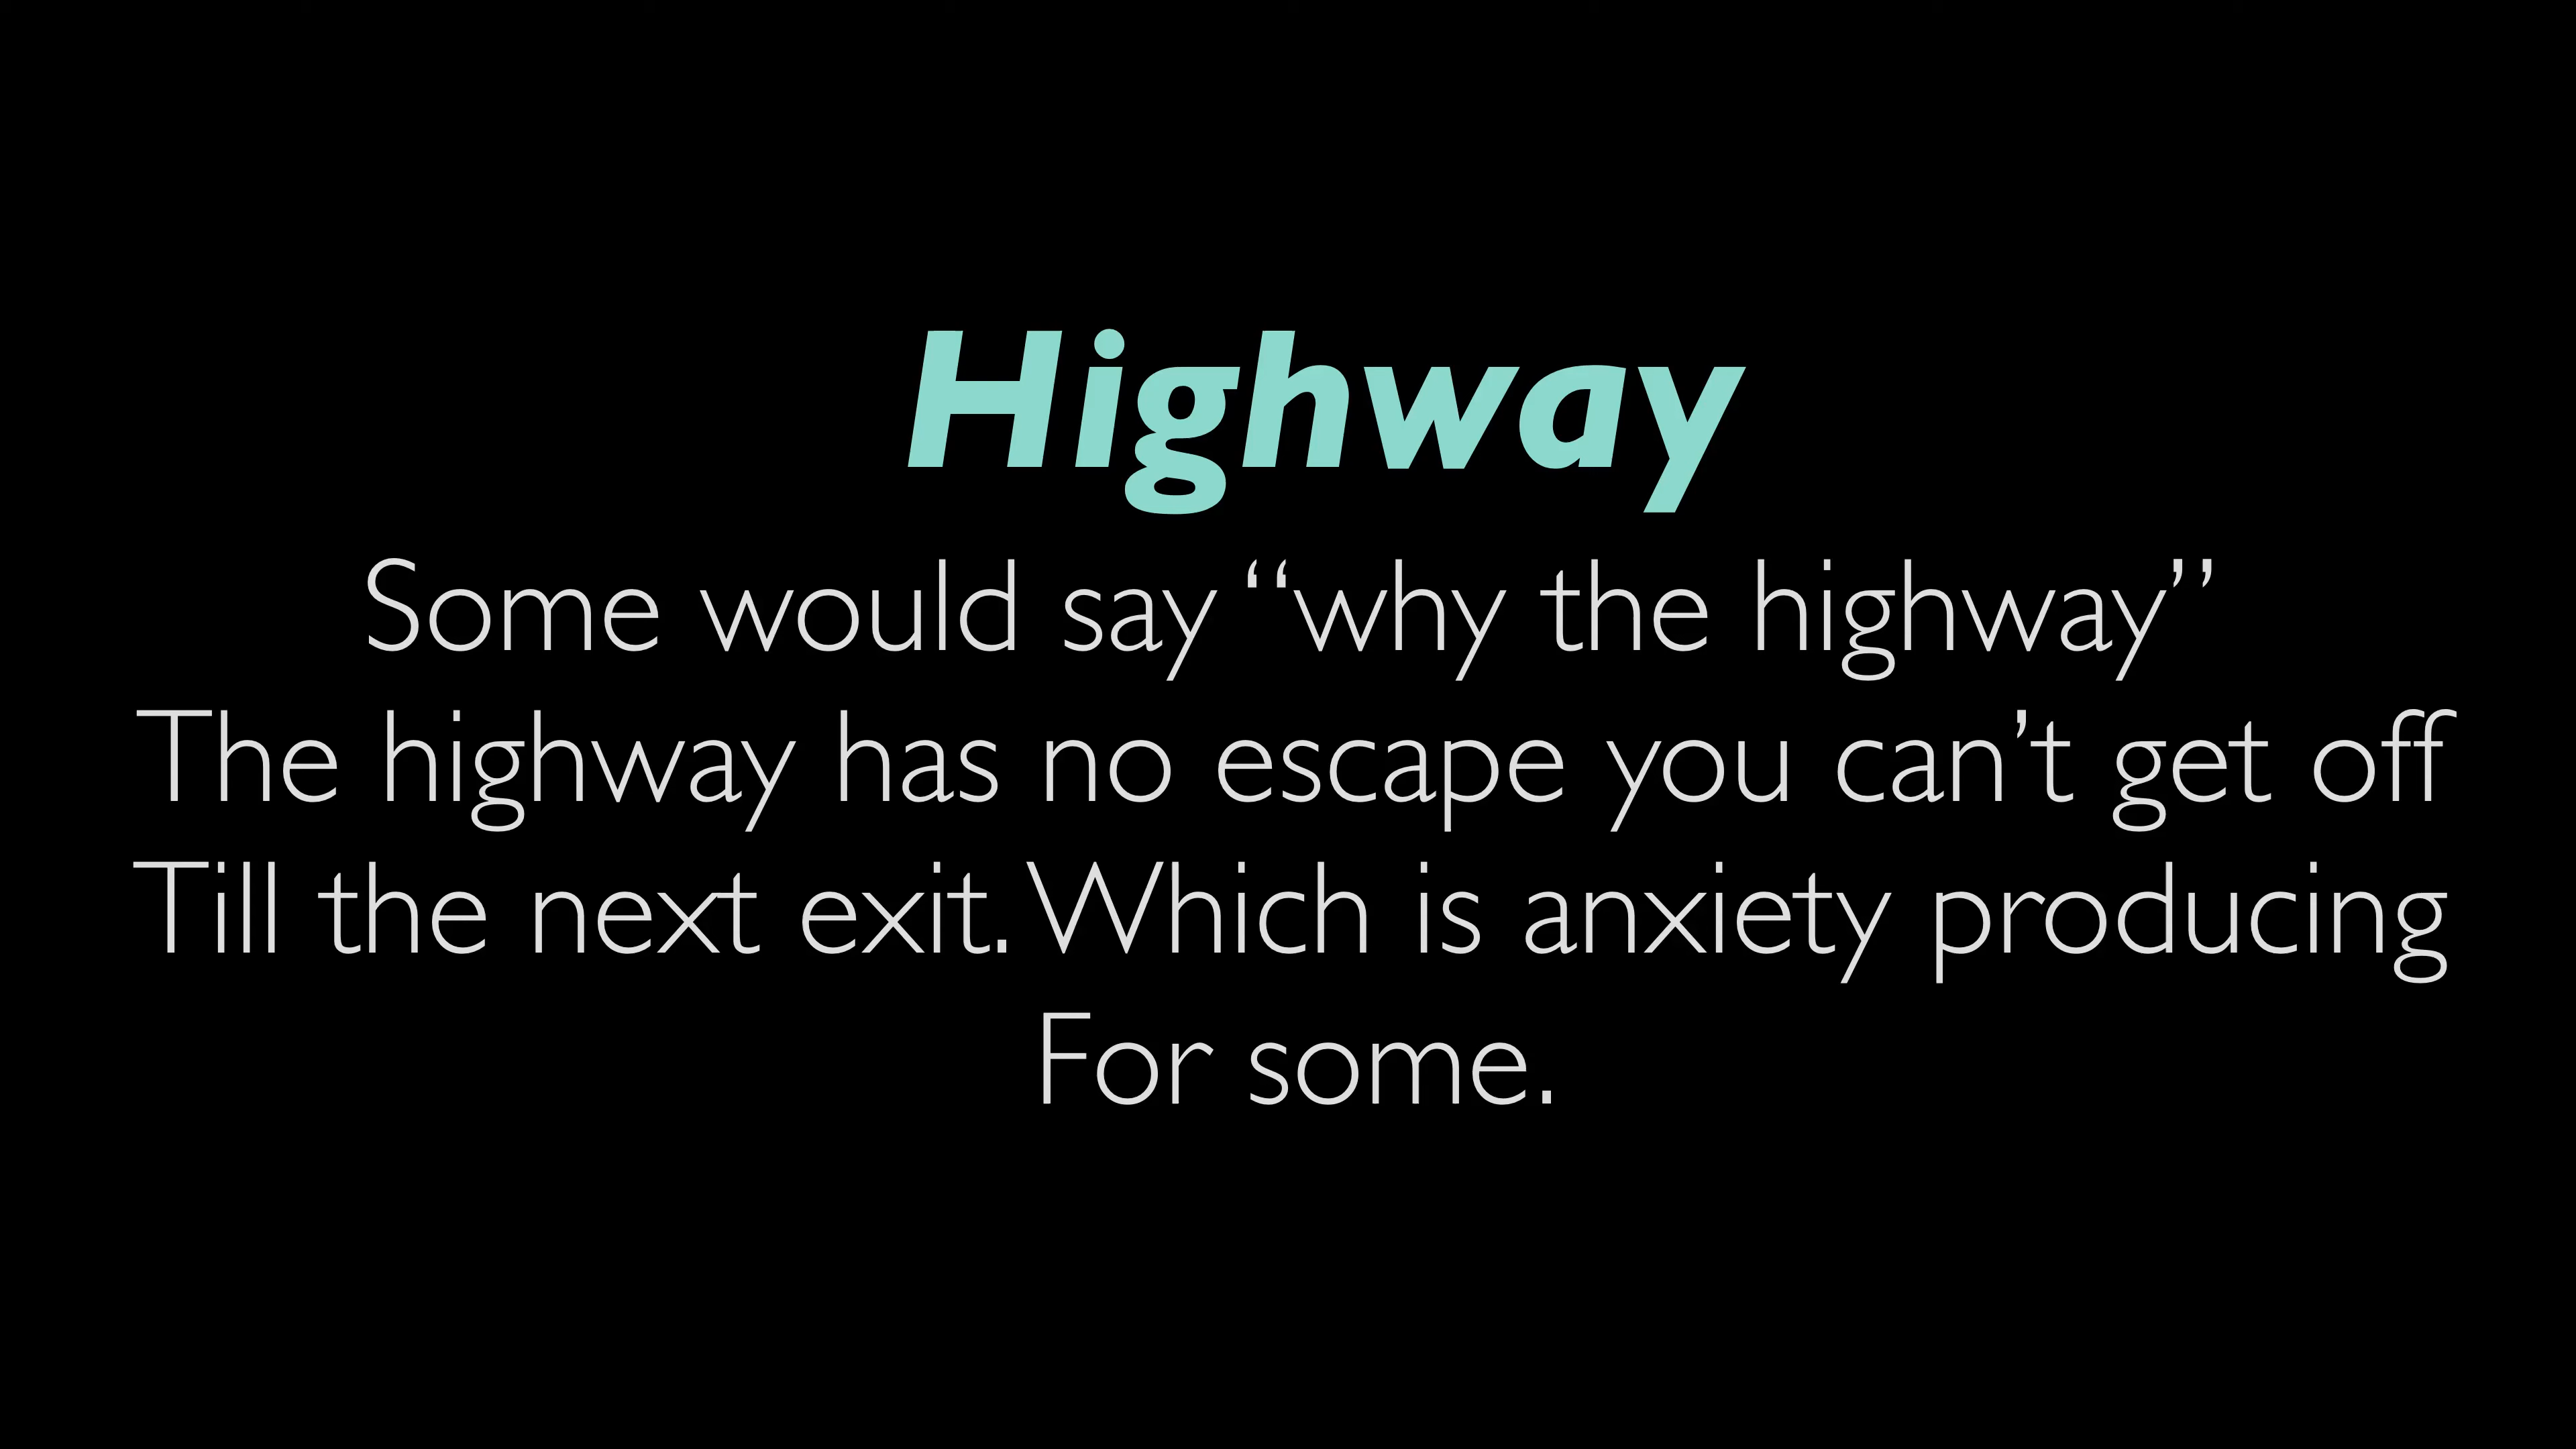 Highway
Some would say “why the highway”
The highway has no escape you can’t get off
Till the next exit. Which is anxiety producing
For some.